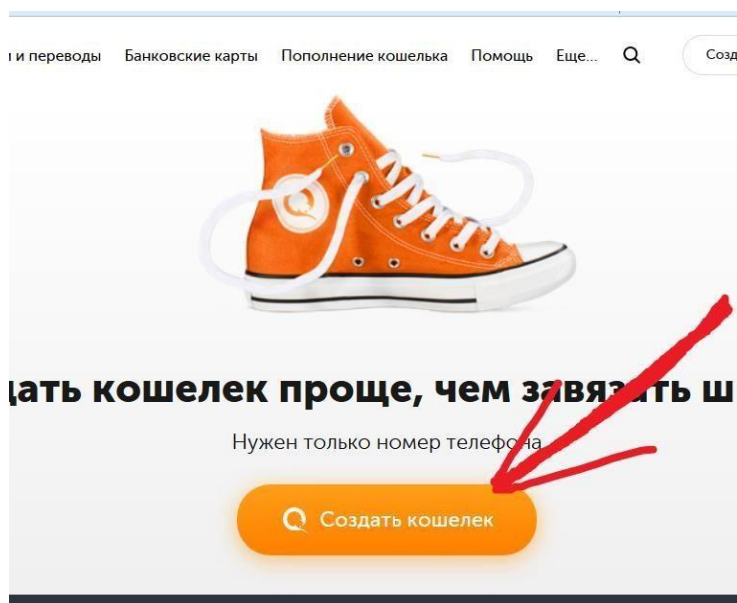 и переводы Банковские карты Пополнение кошелька Помощь Еще... Созд
дать кошелек проще, чем завязать ш
Нужен только номер телефона
Создать кошелек